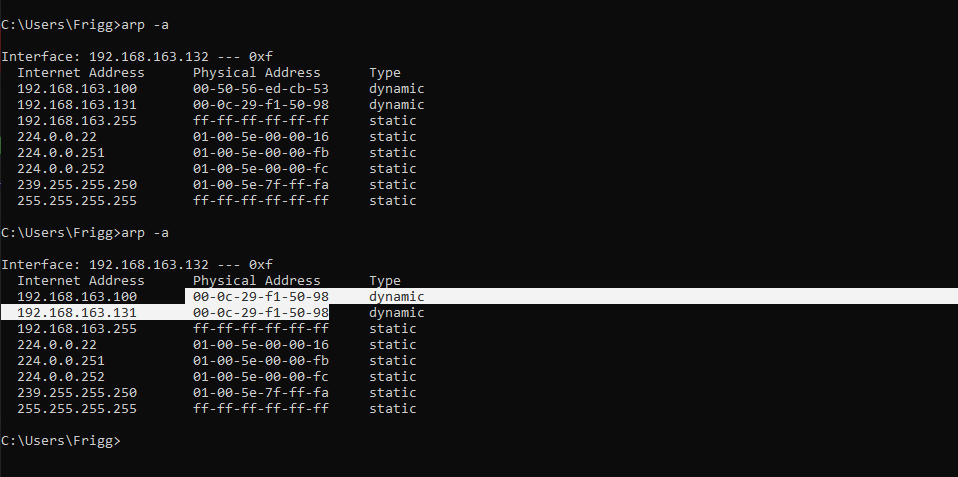 C:\Users\Frigg>arp -a
Interface: 192.168.163.132 --- 0xf
Internet Address Physical Address Type
192.168.163.100 00-50-56-ed-cb-53 dynamic
192.168.163.131 00-0c-29-f1-50-98 dynamic
192.168.163.255 ff-ff-ff-ff-ff-ff static
224.0.0.22 01-00-5e-00-00-16 static
224.0.0.251 01-00-5e-00-00-fb static
224.0.0.252 01-00-5e-00-00-fc static
239.255.255.250 01-00-5e-7f-ff-fa static
255.255.255.255 ff-ff-ff-ff-ff-ff static
C:\Users\Frigg>arp -a
Interface: 192.168.163.132 --- 0xf
Internet Address Physical Address Type
192.168.163.100 00-0c-29-f1-50-98 dynamic
192.168.163.131 00-0c-29-f1-50-98 dynamic
192.168.163.255 ff-ff-ff-ff-ff-ff static
224.0.0.22 01-00-5e-00-00-16 static
224.0.0.251 01-00-5e-00-00-fb static
224.0.0.252 01-00-5e-00-00-fc static
239.255.255.250 01-00-5e-7f-ff-fa static
255.255.255.255 ff-ff-ff-ff-ff-ff static
C:\Users\Frigg>